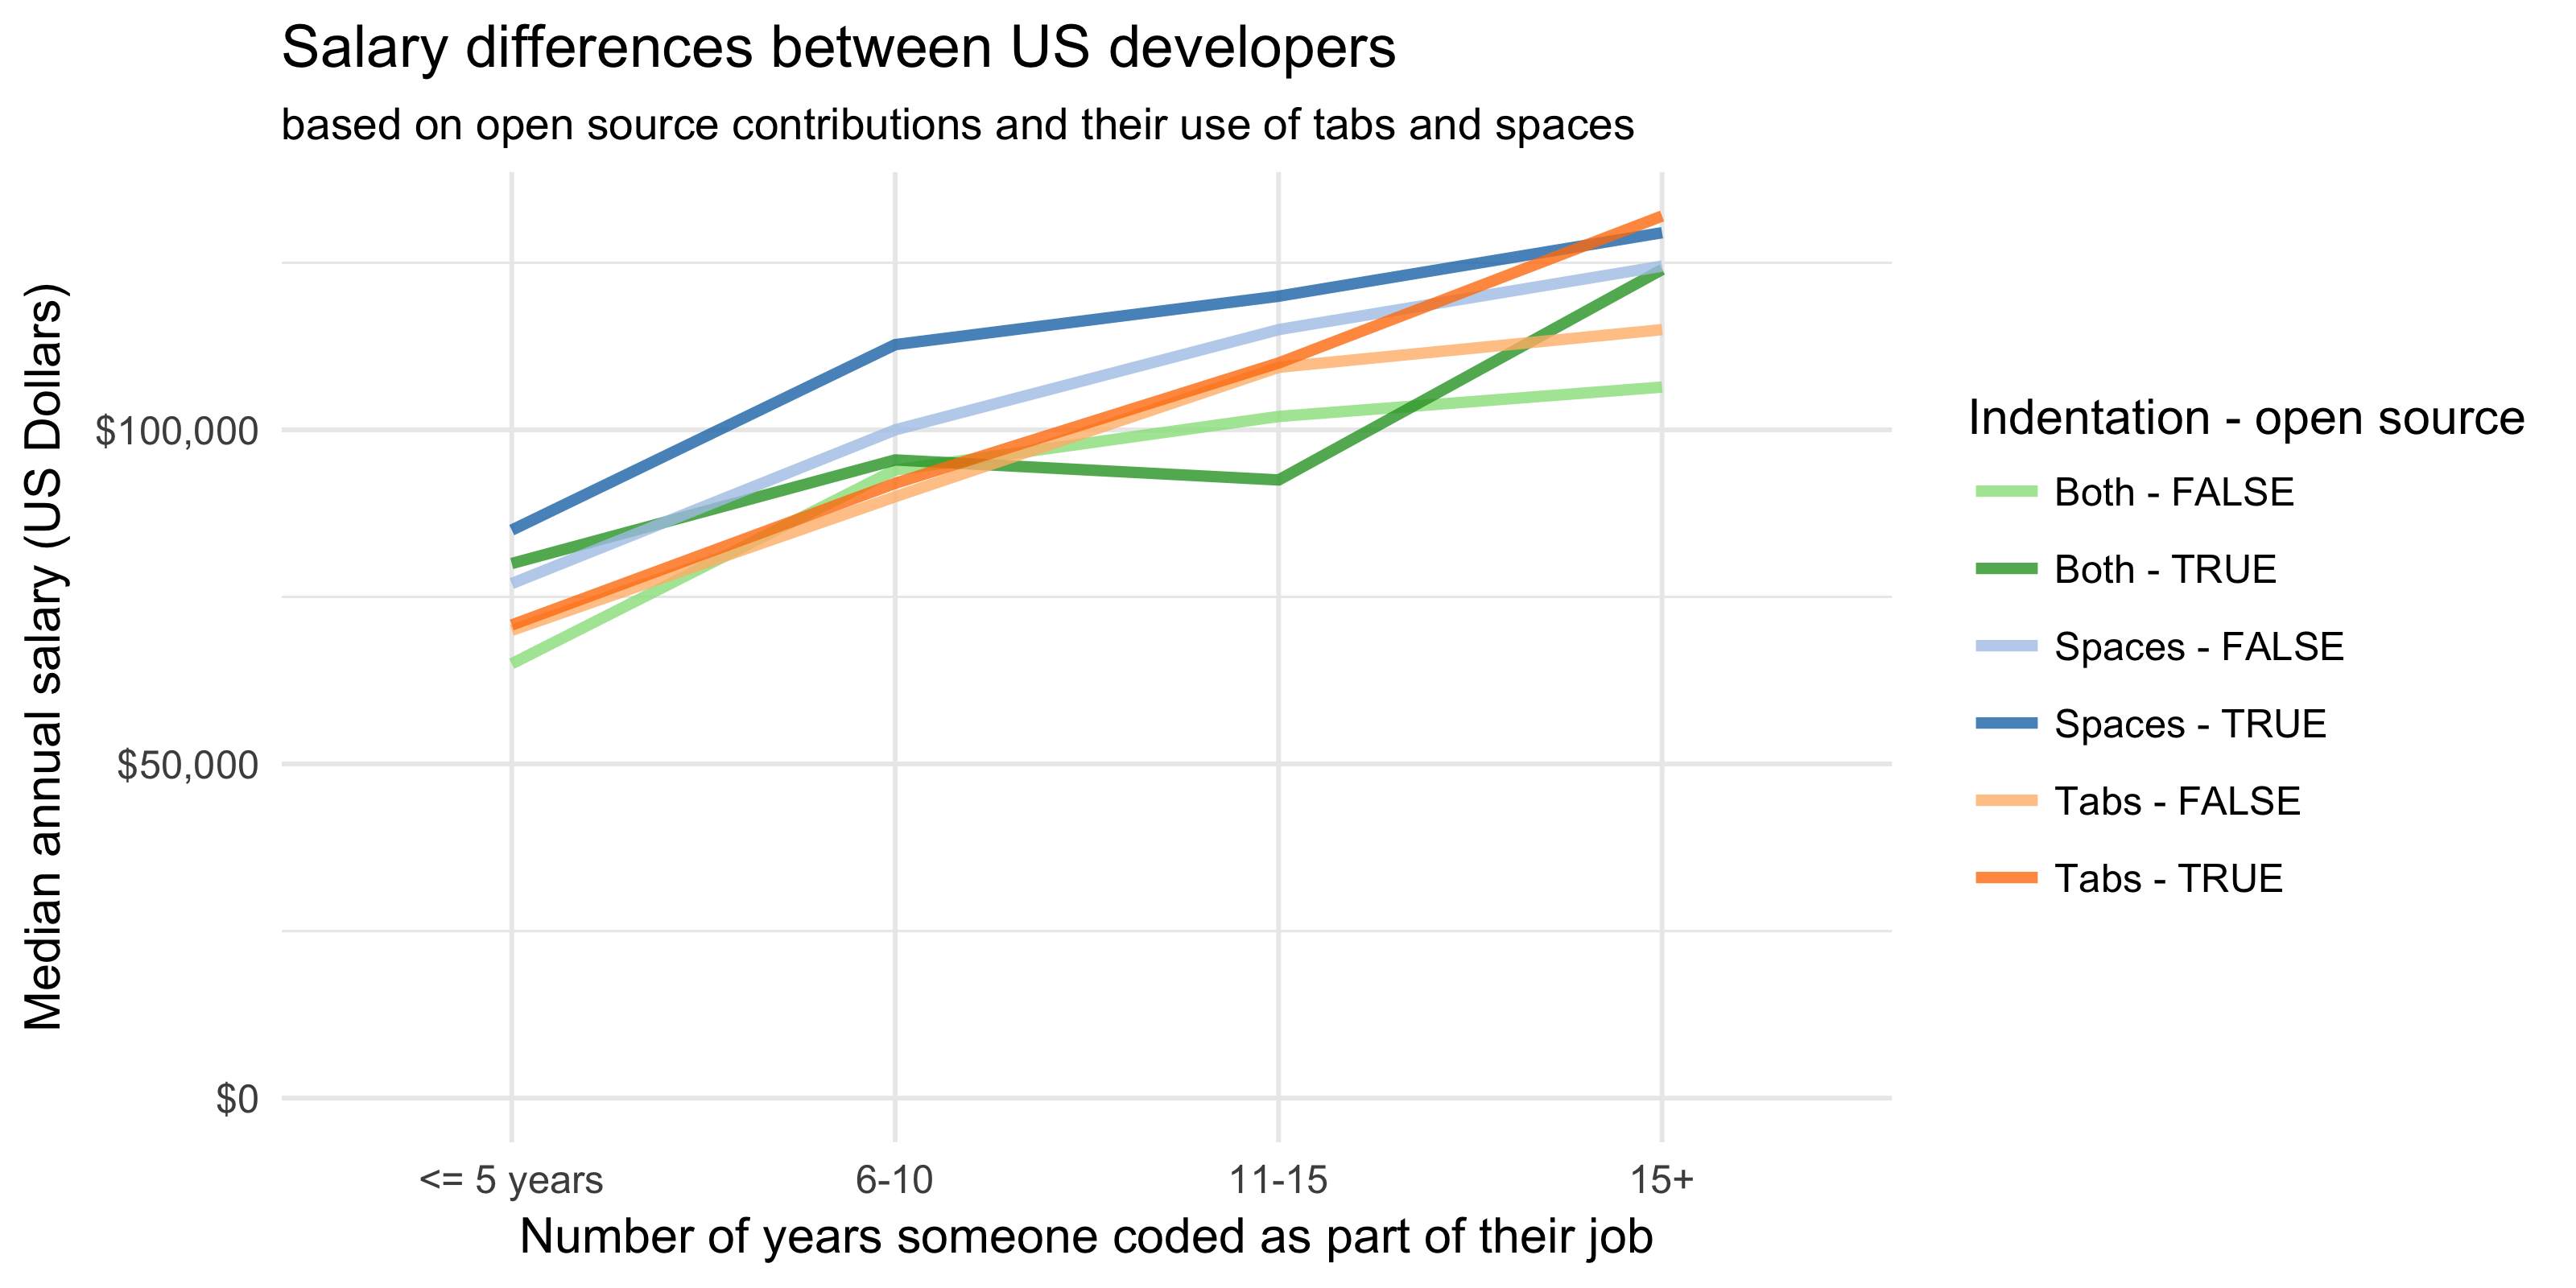 Salary differences between US developers
based on open source contributions and their use of tabs and spaces
Median annual salary (US Dollars)
$100,000
$50,000
$0
<= 5 years
6-10
11-15
15+
Number of years someone coded as part of their job
Indentation - open source
Both - FALSE
Both - TRUE
Spaces - FALSE
Spaces - TRUE
Tabs - FALSE
Tabs - TRUE